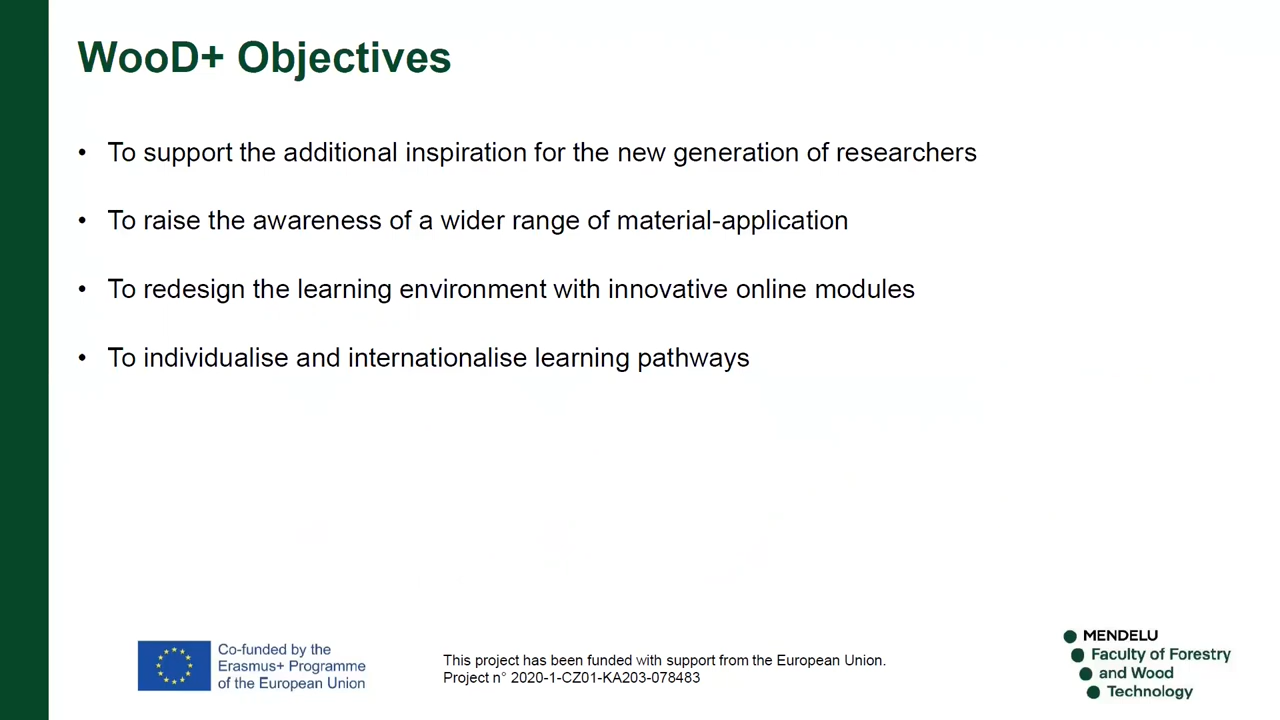 WooD+ Objectives
• To support the additional inspiration for the new generation of researchers
• To raise the awareness of a wider range of material-application
• To redesign the learning environment with innovative online modules
• To individualise and internationalise learning pathways
Co-funded by the
Erasmus+ Programme
of the European Union
This project has been funded with support from the European Union.
Project n° 2020-1-CZ01-KA203-078483
MENDELU
Faculty of Forestry
and Wood
Technology